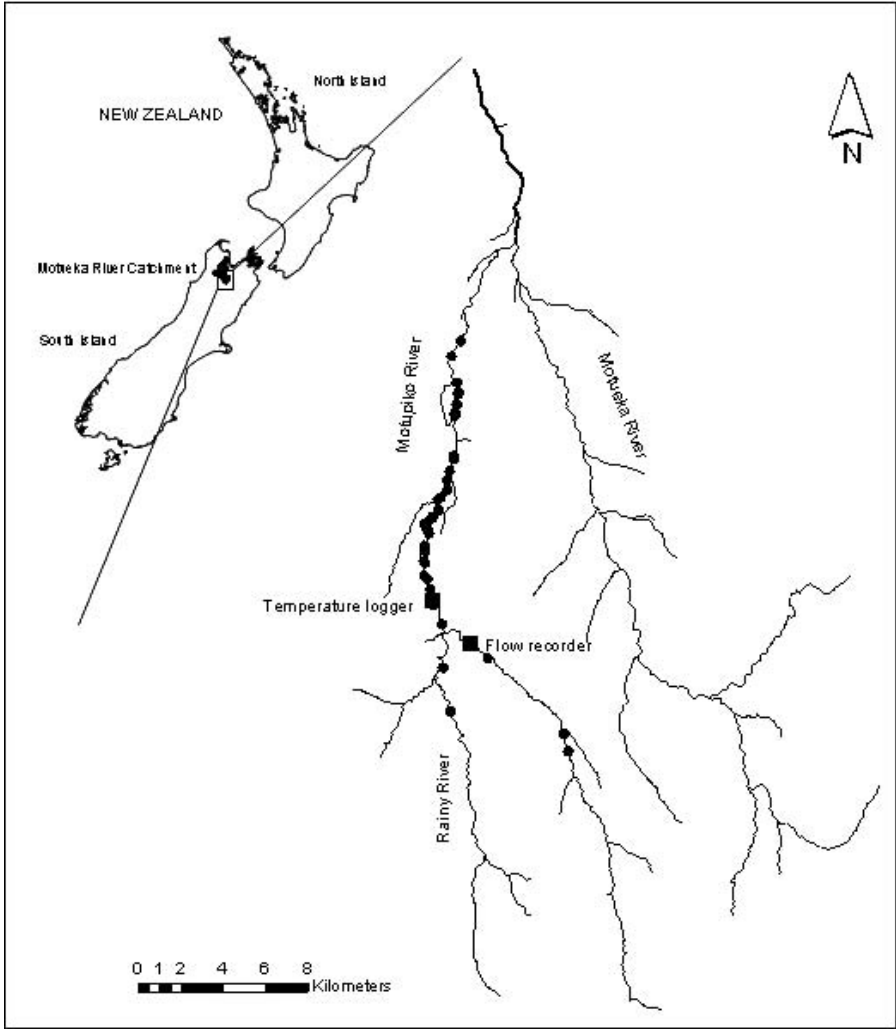 North Island
NEW ZEALAND
N
Motueka River Catchment
South Island
Motupiko River
Motueka River
Temperature logger
Flow recorder
Rainy River
0 1 2 4 6 8
Kilometers